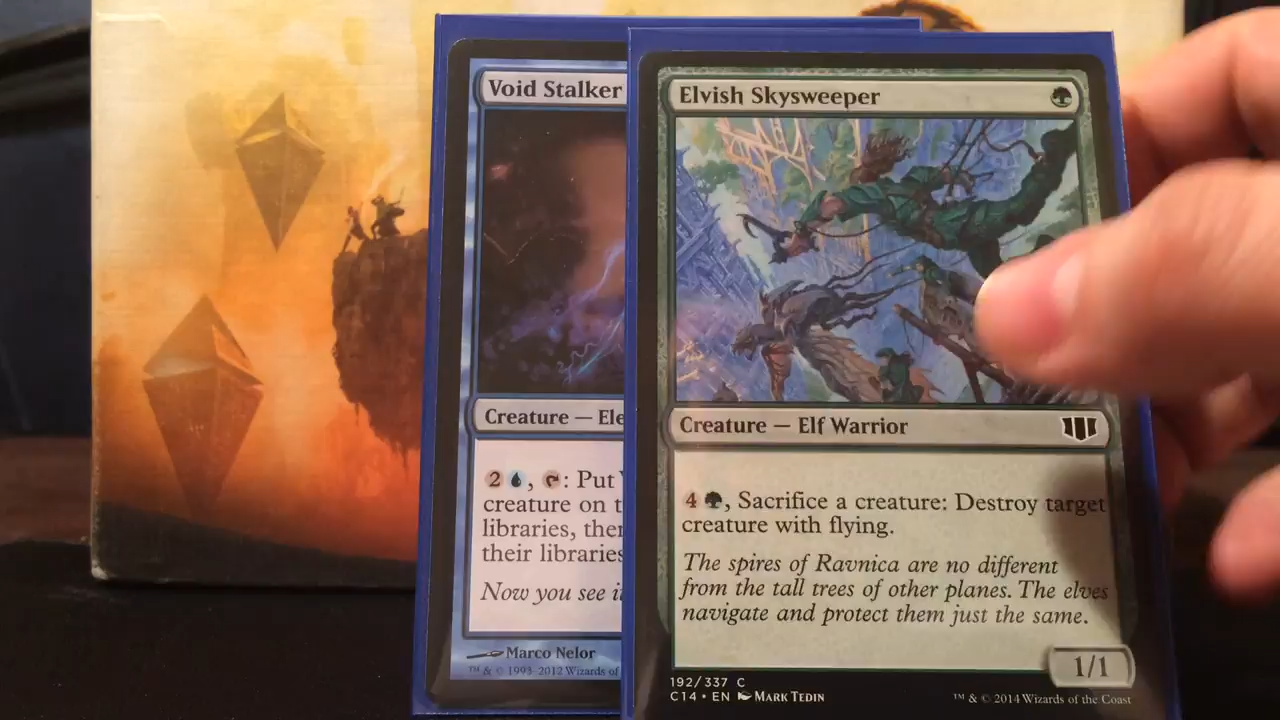 Void Stalker
Creature — Ele
2 , : Put
creature on t
libraries, then
their libraries
Now you see i
Marco Nelor
™ & © 1993-2012 Wizards of
Elvish Skysweeper
Creature — Elf Warrior
4 , Sacrifice a creature: Destroy target
creature with flying.
The spires of Ravnica are no different
from the tall trees of other planes. The elves
navigate and protect them just the same.
1/1
192/337 C
C14 • EN Mark Tedin
™ & © 2014 Wizards of the Coast